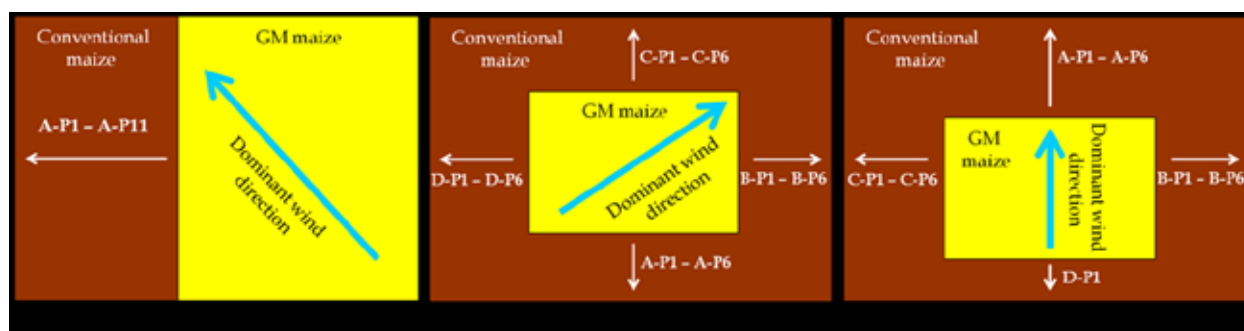 Conventional
maize
GM maize
A-P1 – A-P11
Dominant wind
direction
Conventional
maize
C-P1 – C-P6
GM maize
D-P1 – D-P6
B-P1 – B-P6
Dominant wind
direction
A-P1 – A-P6
Conventional
maize
A-P1 – A-P6
GM
maize
Dominant wind
direction
C-P1 – C-P6
B-P1 – B-P6
D-P1